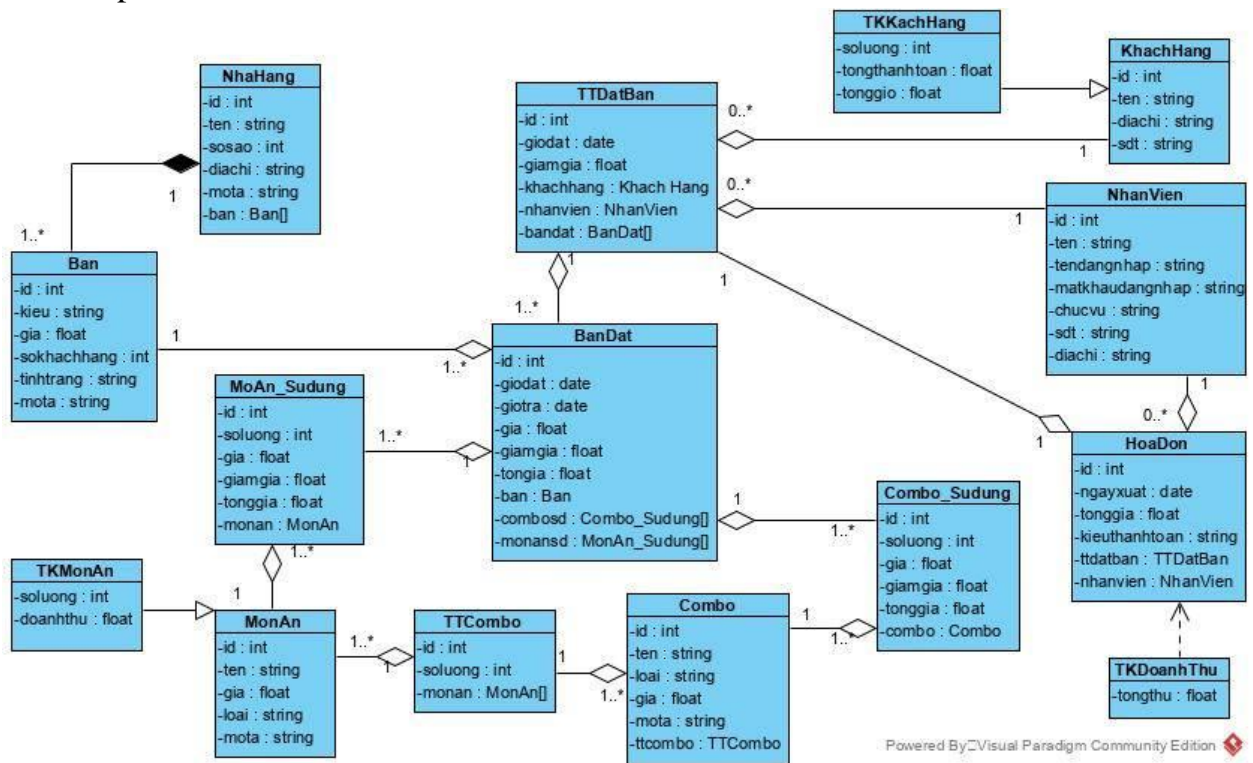 TKKachHang
-soluong : int
-tongthanhtoan : float
-tonggio : float
KhachHang
-id : int
-ten : string
-diachi : string
-sdt : string
NhaHang
-id : int
-ten : string
-sosao : int
-diachi : string
-mota : string
-ban : Ban[]
TTDatBan
-id : int
-giodat : date
-giamgia : float
-khachhang : Khach Hang
-nhanvien : NhanVien
-bandat : BanDat[]
0..*
1
0..*
1
NhanVien
-id : int
-ten : string
-tendangnhap : string
-matkhaudangnhap : string
-chucvu : string
-sdt : string
-diachi : string
1
1..*
Ban
-id : int
-kieu : string
-gia : float
-sokhachhang : int
-tinhtrang : string
-mota : string
1
1..*
1
1..*
1
1
BanDat
-id : int
-giodat : date
-giotra : date
-gia : float
-giamgia : float
-tongia : float
-ban : Ban
-combosd : Combo_Sudung[]
-monansd : MonAn_Sudung[]
MoAn_Sudung
-id : int
-soluong : int
-gia : float
-giamgia : float
-tonggia : float
-monan : MonAn
1..*
1
1
0..*
HoaDon
-id : int
-ngayxuat : date
-tonggia : float
-kieuthanhtoan : string
-ttdatban : TTDatBan
-nhanvien : NhanVien
1
1..*
Combo_Sudung
-id : int
-soluong : int
-gia : float
-giamgia : float
-tonggia : float
-combo : Combo
1..*
1
TKMonAn
-soluong : int
-doanhthu : float
MonAn
-id : int
-ten : string
-gia : float
-loai : string
-mota : string
1..*
1
TTCombo
-id : int
-soluong : int
-monan : MonAn[]
1
1..*
Combo
-id : int
-ten : string
-loai : string
-gia : float
-mota : string
-ttcombo : TTCombo
1
1..*
TKDoanhThu
-tongthu : float
Powered By Visual Paradigm Community Edition